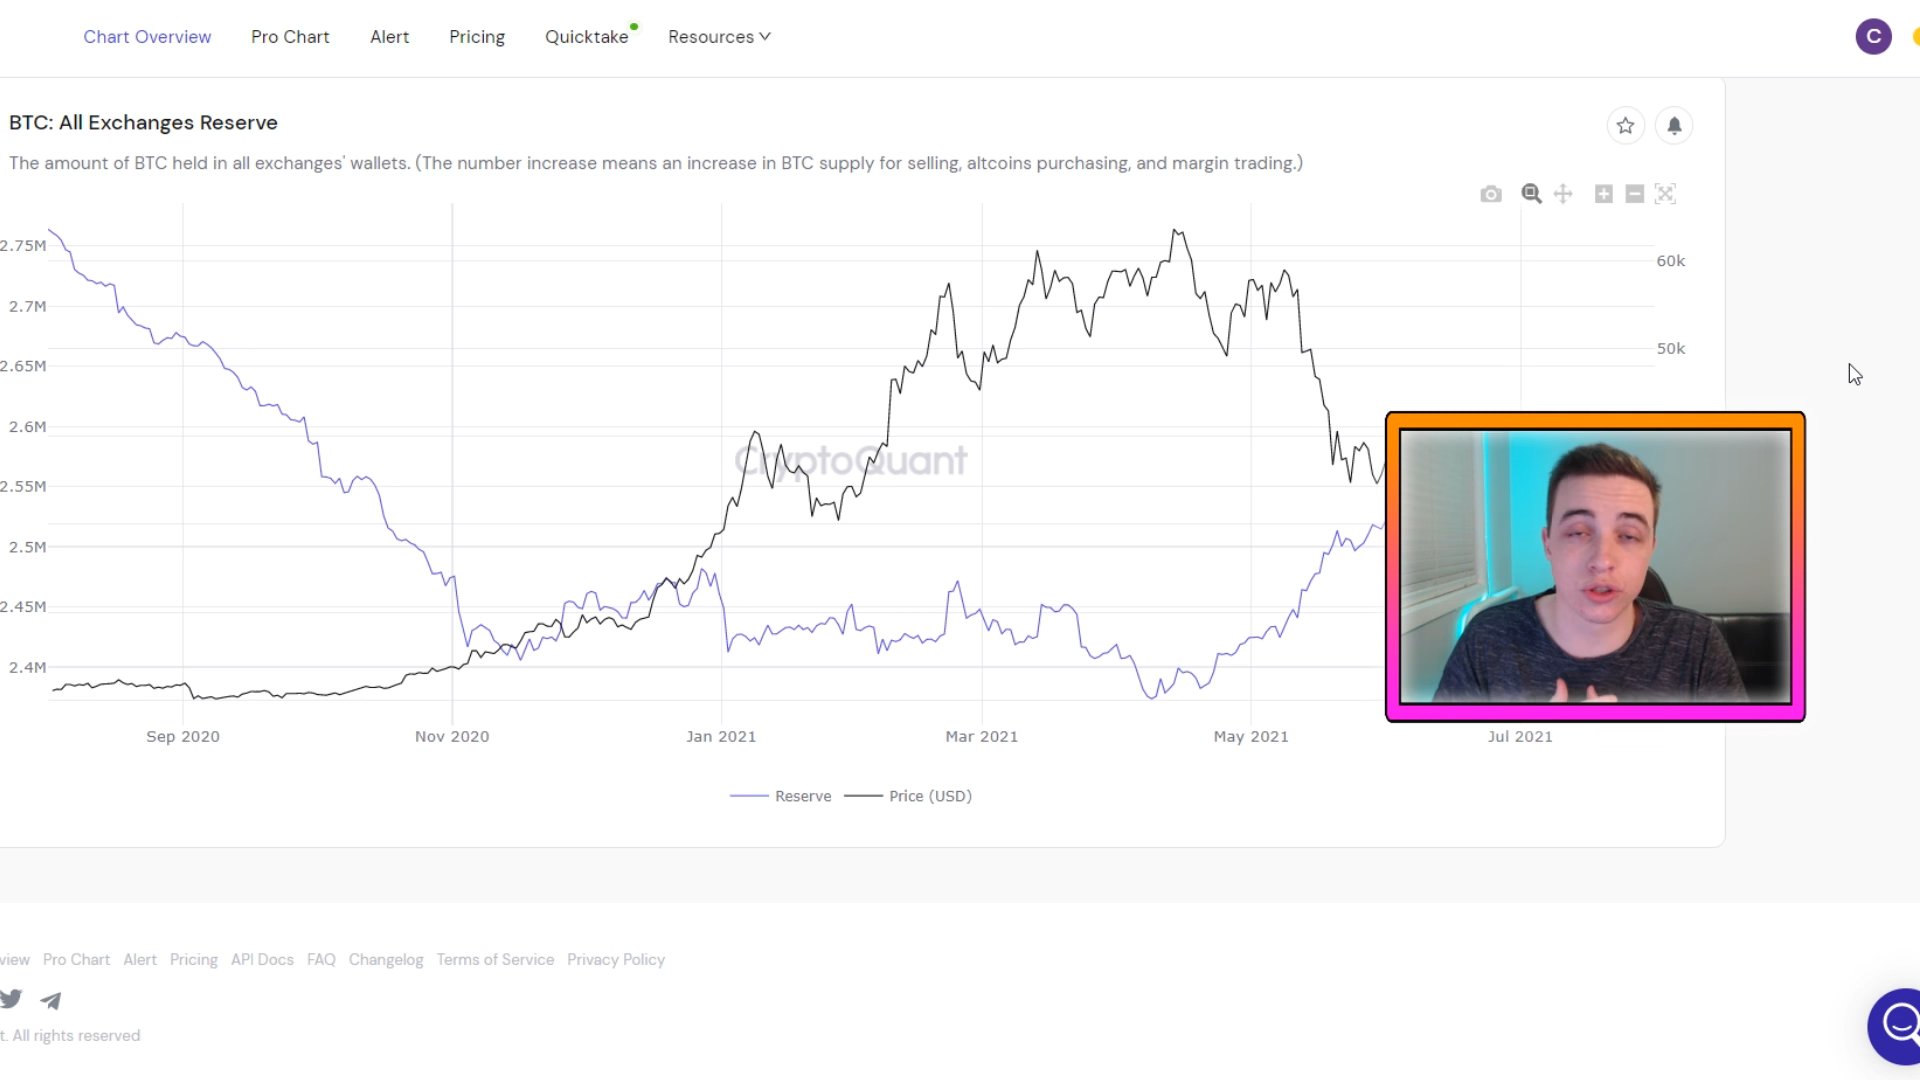 Chart Overview Pro Chart Alert Pricing Quicktake Resources C
BTC: All Exchanges Reserve
The amount of BTC held in all exchanges' wallets. (The number increase means an increase in BTC supply for selling, altcoins purchasing, and margin trading.)
2.75M
60k
2.7M
50k
2.65M
2.6M
CryptoQuant
2.55M
2.5M
2.45M
2.4M
Sep 2020 Nov 2020 Jan 2021 Mar 2021 May 2021 Jul 2021
Reserve Price (USD)
view Pro Chart Alert Pricing API Docs FAQ Changelog Terms of Service Privacy Policy
t. All rights reserved